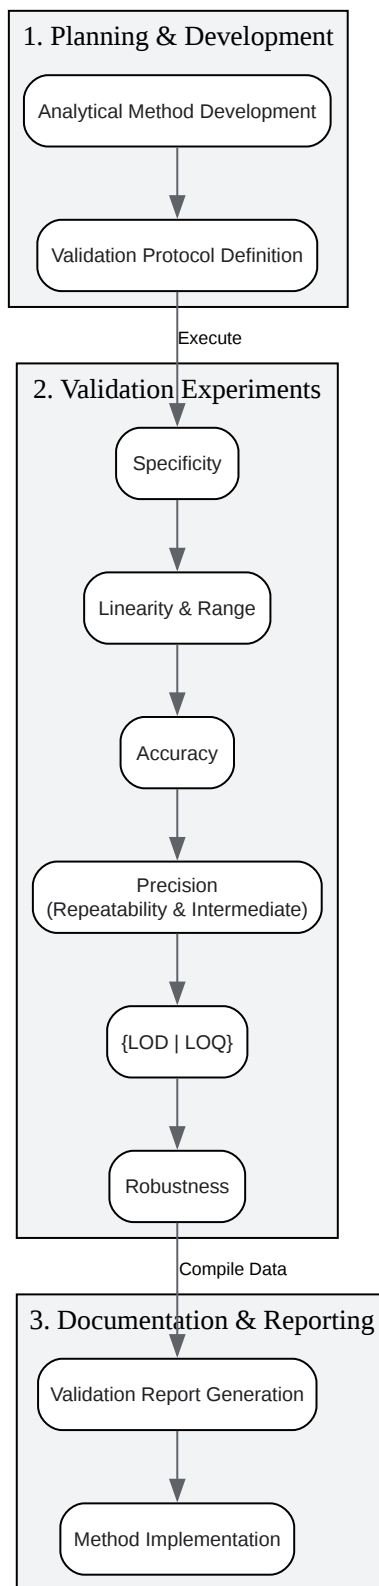 1. Planning & Development
Analytical Method Development
Validation Protocol Definition
Execute
2. Validation Experiments
Specificity
Linearity & Range
Accuracy
Precision
(Repeatability & Intermediate)
{LOD | LOQ}
Robustness
Compile Data
3. Documentation & Reporting
Validation Report Generation
Method Implementation